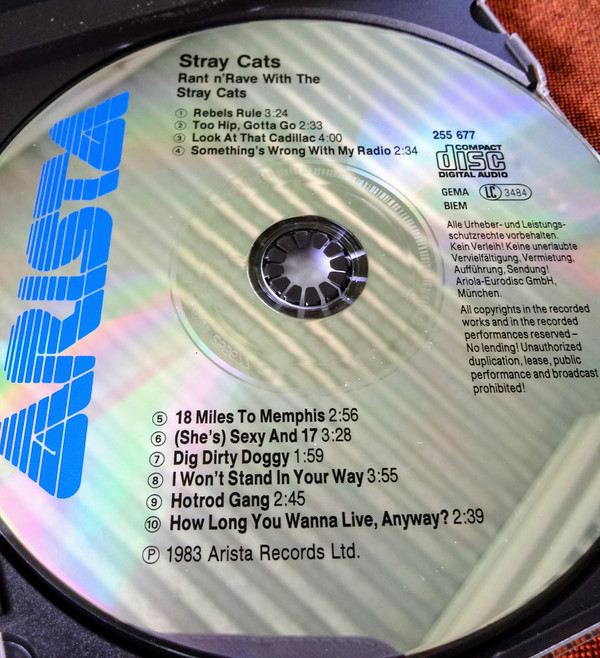 Stray Cats
Rant n'Rave With The
Stray Cats
① Rebels Rule 3:24
② Too Hip, Gotta Go 2:33
③ Look At That Cadillac 4:00
④ Something's Wrong With My Radio 2:34
ARISTA
255 677
COMPACT
disc
DIGITAL AUDIO
GEMA
BIEM
LC 3484
Alle Urheber- und Leistungs-
schutzrechte vorbehalten.
Kein Verleih! Keine unerlaubte
Vervielfältigung, Vermietung,
Aufführung, Sendung!
Ariola-Eurodisc GmbH,
München.
All copyrights in the recorded
works and in the recorded
performances reserved –
No lending! Unauthorized
duplication, lease, public
performance and broadcast
prohibited!
⑤ 18 Miles To Memphis 2:56
⑥ (She's) Sexy And 17 3:28
⑦ Dig Dirty Doggy 1:59
⑧ I Won't Stand In Your Way 3:55
⑨ Hotrod Gang 2:45
⑩ How Long You Wanna Live, Anyway? 2:39
℗ 1983 Arista Records Ltd.